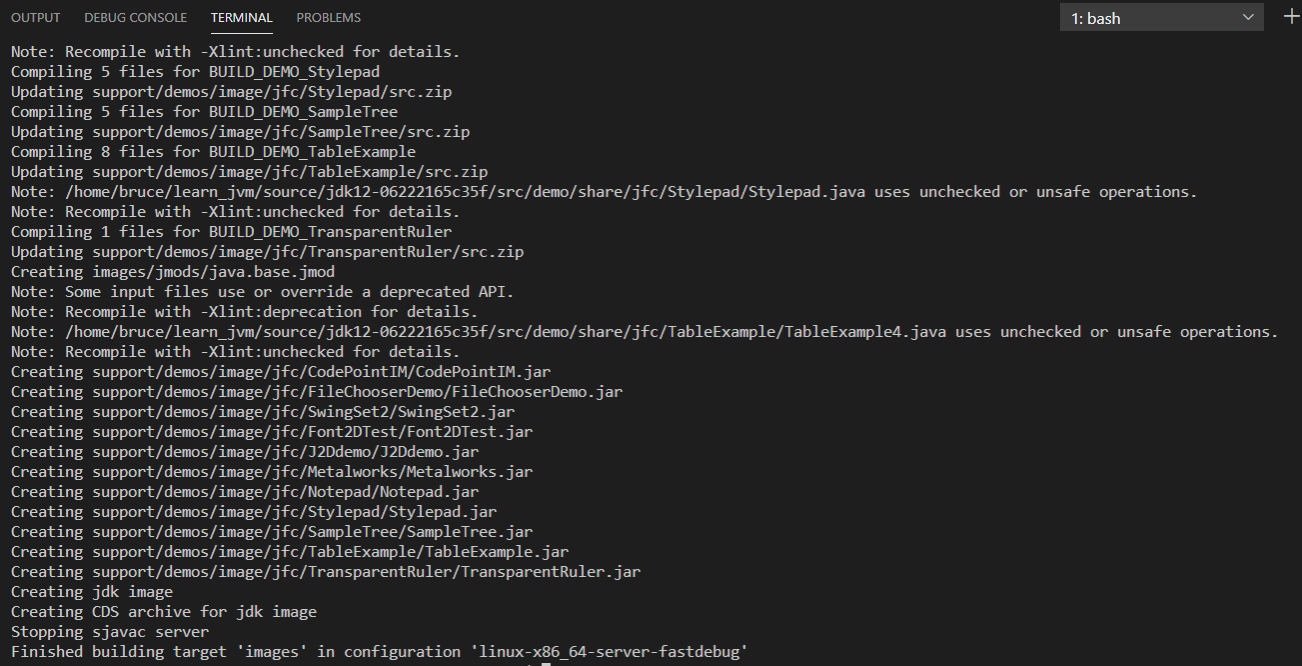 OUTPUT DEBUG CONSOLE TERMINAL PROBLEMS 1: bash
Note: Recompile with -Xlint:unchecked for details.
Compiling 5 files for BUILD_DEMO_Stylepad
Updating support/demos/image/jfc/Stylepad/src.zip
Compiling 5 files for BUILD_DEMO_SampleTree
Updating support/demos/image/jfc/SampleTree/src.zip
Compiling 8 files for BUILD_DEMO_TableExample
Updating support/demos/image/jfc/TableExample/src.zip
Note: /home/bruce/learn_jvm/source/jdk12-06222165c35f/src/demo/share/jfc/Stylepad/Stylepad.java uses unchecked or unsafe operations.
Note: Recompile with -Xlint:unchecked for details.
Compiling 1 files for BUILD_DEMO_TransparentRuler
Updating support/demos/image/jfc/TransparentRuler/src.zip
Creating images/jmods/java.base.jmod
Note: Some input files use or override a deprecated API.
Note: Recompile with -Xlint:deprecation for details.
Note: /home/bruce/learn_jvm/source/jdk12-06222165c35f/src/demo/share/jfc/TableExample/TableExample4.java uses unchecked or unsafe operations.
Note: Recompile with -Xlint:unchecked for details.
Creating support/demos/image/jfc/CodePointIM/CodePointIM.jar
Creating support/demos/image/jfc/FileChooserDemo/FileChooserDemo.jar
Creating support/demos/image/jfc/SwingSet2/SwingSet2.jar
Creating support/demos/image/jfc/Font2DTest/Font2DTest.jar
Creating support/demos/image/jfc/J2Ddemo/J2Ddemo.jar
Creating support/demos/image/jfc/Metalworks/Metalworks.jar
Creating support/demos/image/jfc/Notepad/Notepad.jar
Creating support/demos/image/jfc/Stylepad/Stylepad.jar
Creating support/demos/image/jfc/SampleTree/SampleTree.jar
Creating support/demos/image/jfc/TableExample/TableExample.jar
Creating support/demos/image/jfc/TransparentRuler/TransparentRuler.jar
Creating jdk image
Creating CDS archive for jdk image
Stopping sjavac server
Finished building target 'images' in configuration 'linux-x86_64-server-fastdebug'